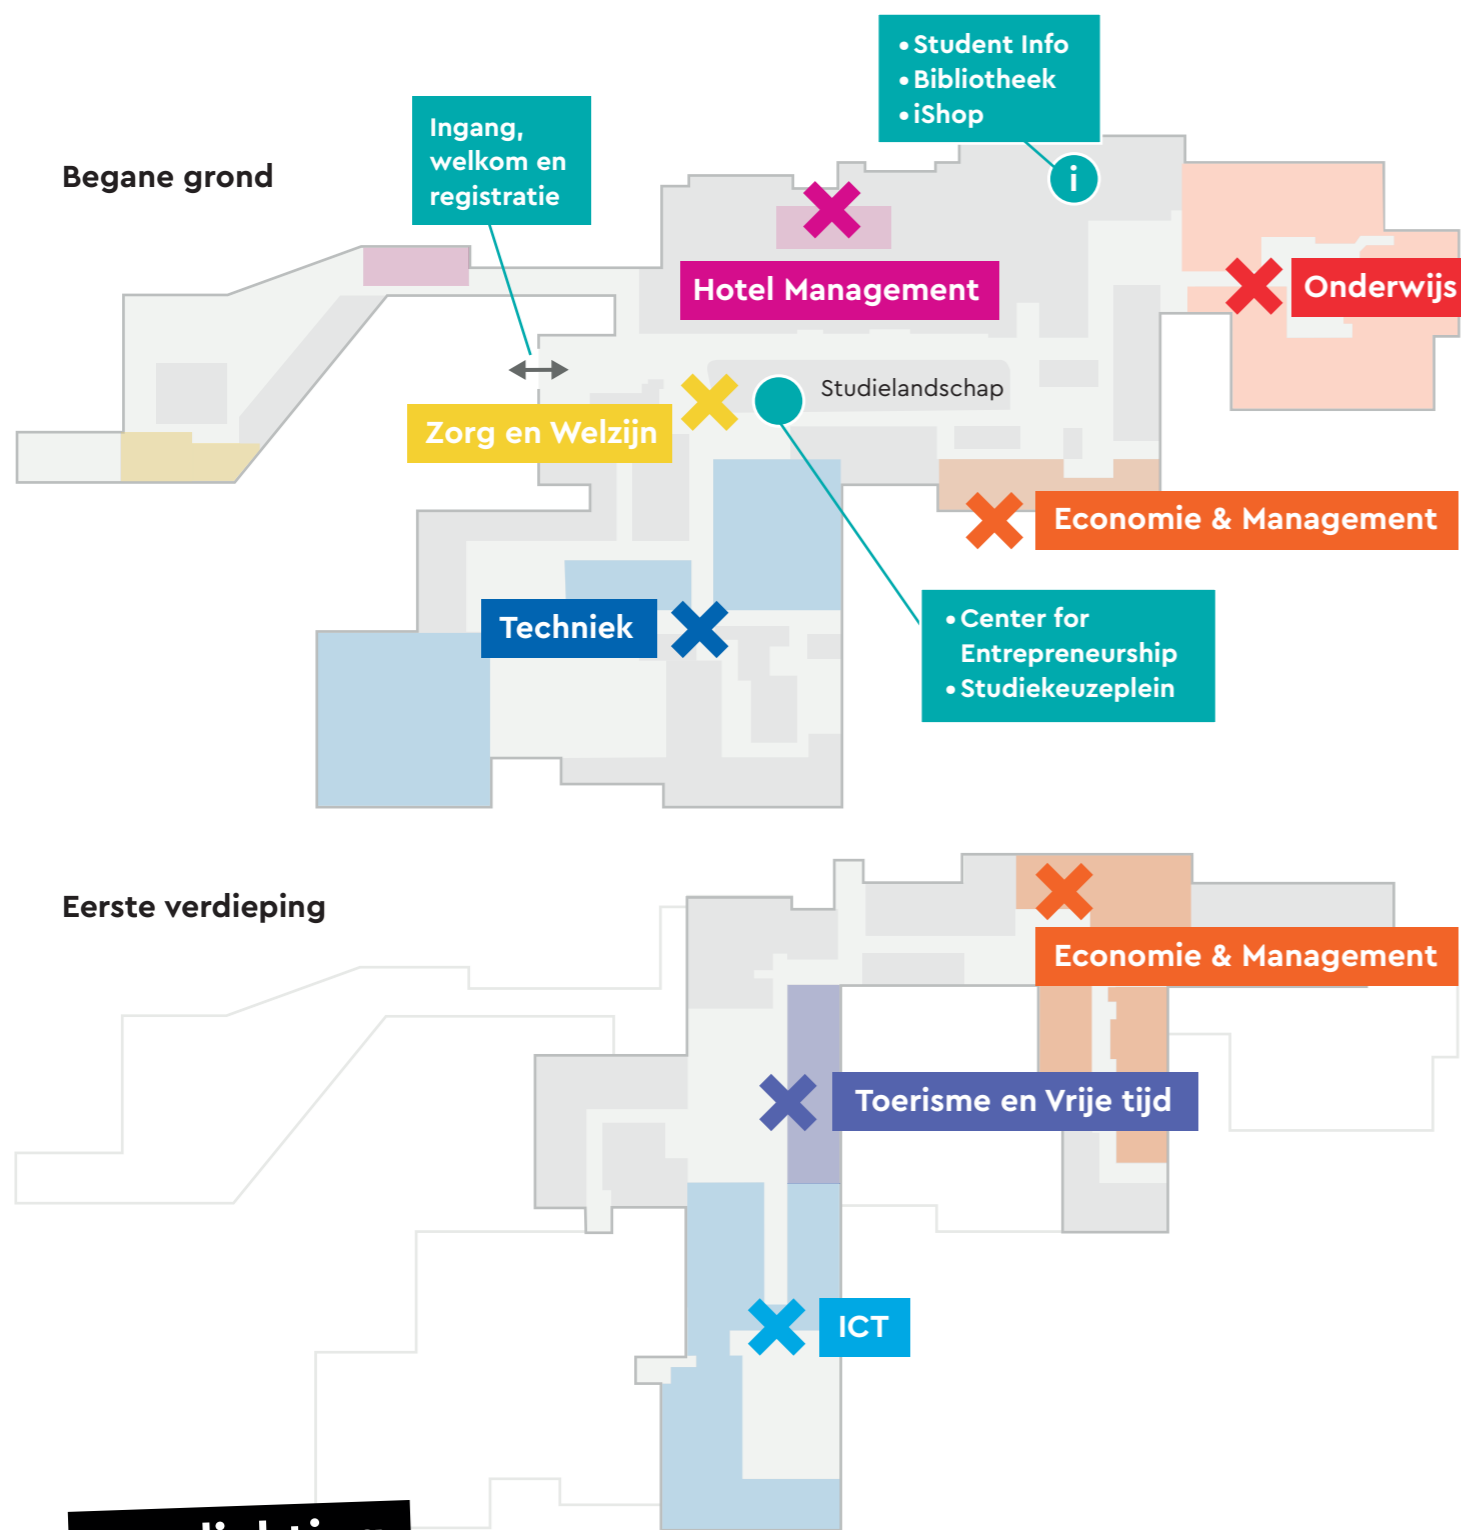 • Student Info
• Bibliotheek
• iShop
Ingang,
welkom en
registratie
Begane grond
i
Hotel Management
Onderwijs
Studielandschap
Zorg en Welzijn
Economie & Management
Techniek
• Center for
Entrepreneurship
• Studiekeuzeplein
Eerste verdieping
Economie & Management
Toerisme en Vrije tijd
ICT